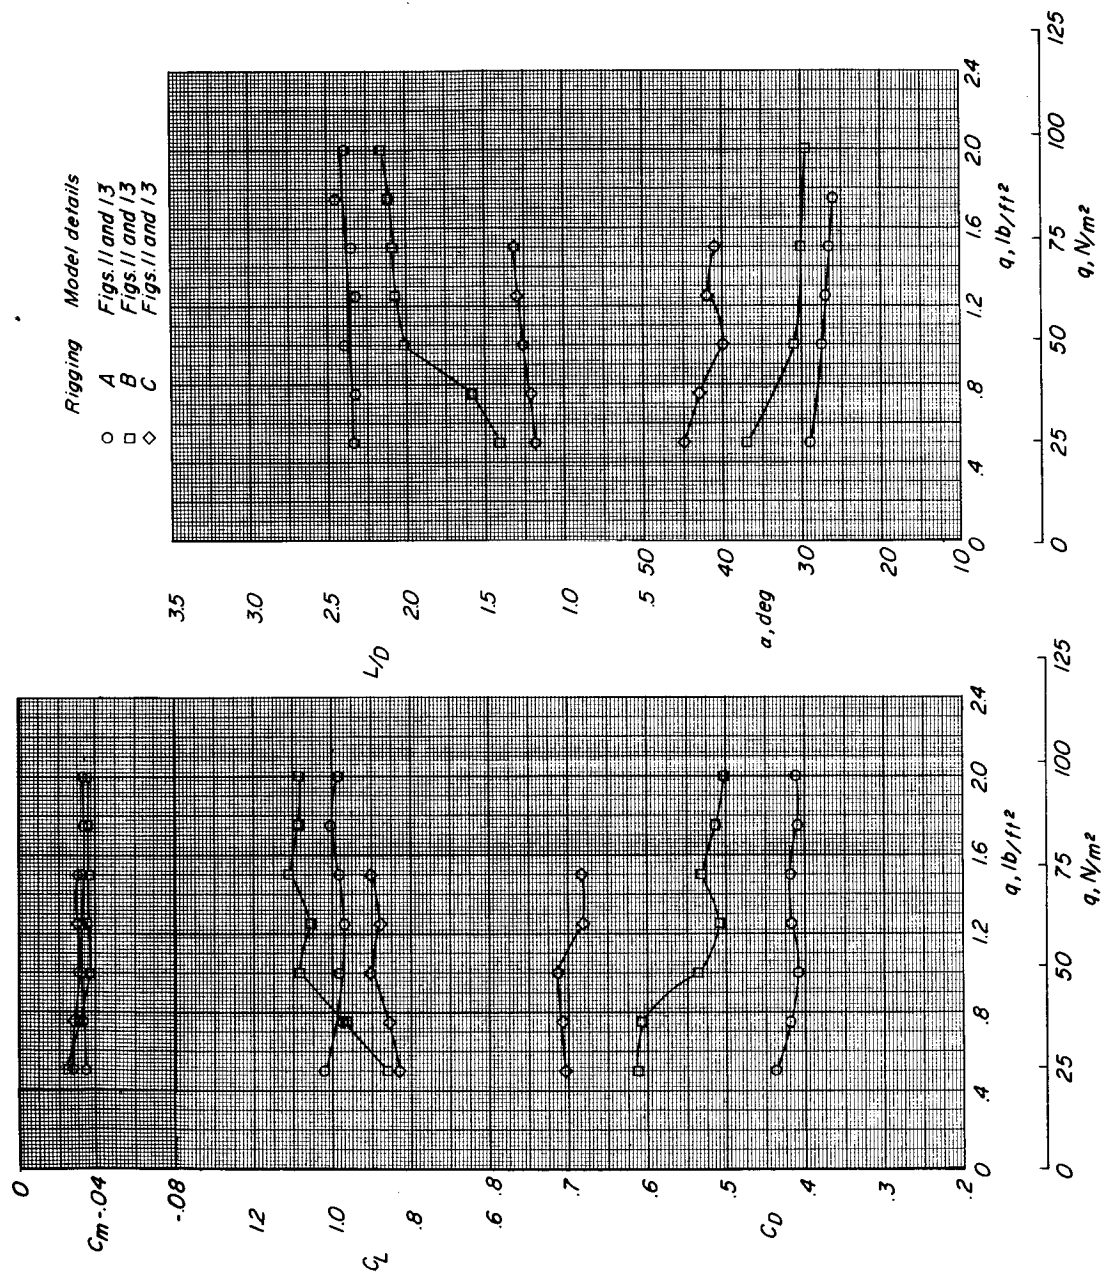 Rigging Model details
A Figs. 11 and 13
B Figs. 11 and 13
C Figs. 11 and 13
0
Cm -.04
-.08
1.2
1.0
CL
.8
.6
.7
.6
.5
CD
.4
.3
.2
0 .4 .8 1.2 1.6 2.0 2.4
q, lb/ft²
0 25 50 75 100 125
q, N/m²
3.5
3.0
2.5
L/D
2.0
1.5
1.0
.5
50
40
α, deg
30
20
10
0 .4 .8 1.2 1.6 2.0 2.4
q, lb/ft²
0 25 50 75 100 125
q, N/m²